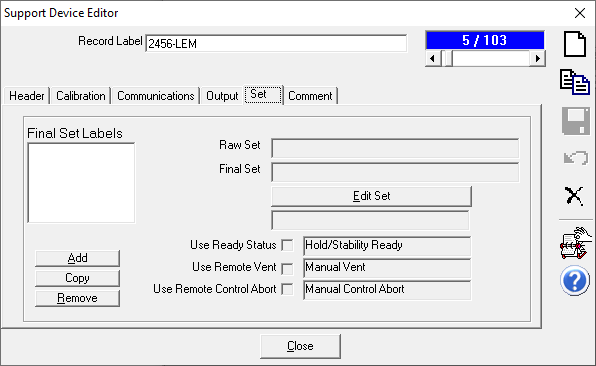 Support Device Editor
Record Label 2456-LEM
5 / 103
Header Calibration Communications Output Set Comment
Final Set Labels
Raw Set
Final Set
Edit Set
Use Ready Status Hold/Stability Ready
Add
Use Remote Vent Manual Vent
Copy
Use Remote Control Abort Manual Control Abort
Remove
Close